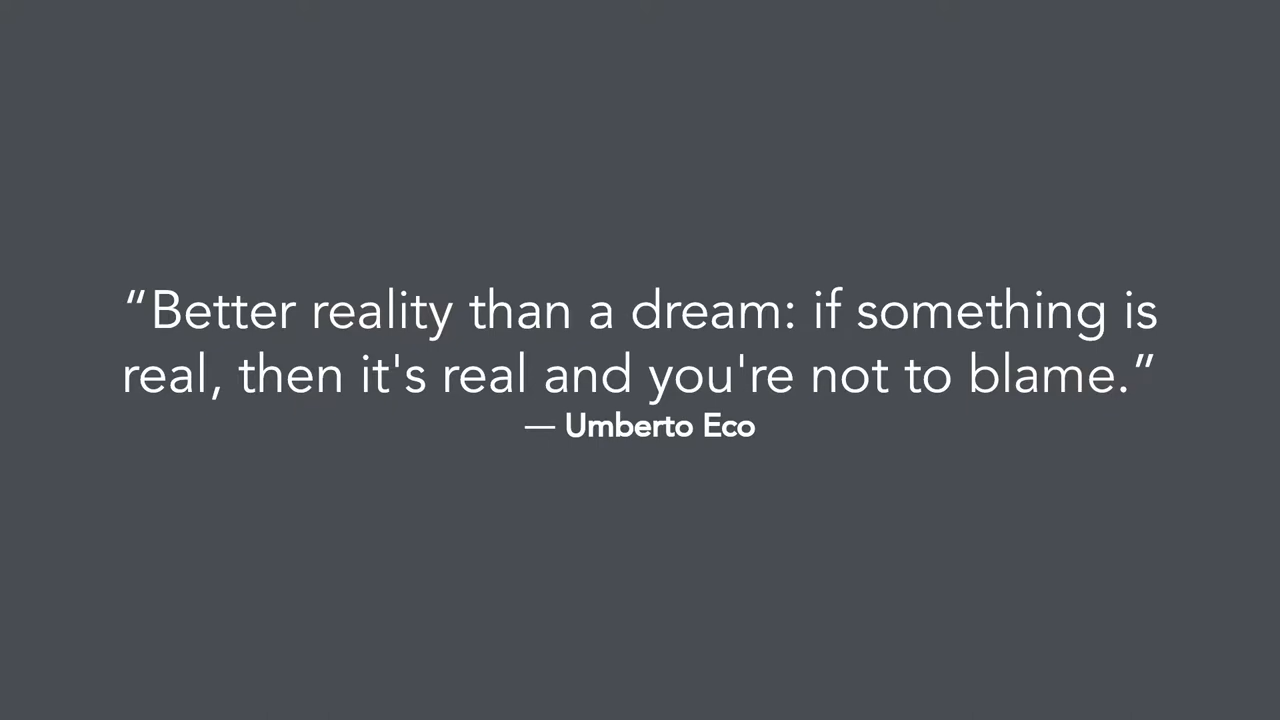 “Better reality than a dream: if something is
real, then it's real and you're not to blame.”
— Umberto Eco